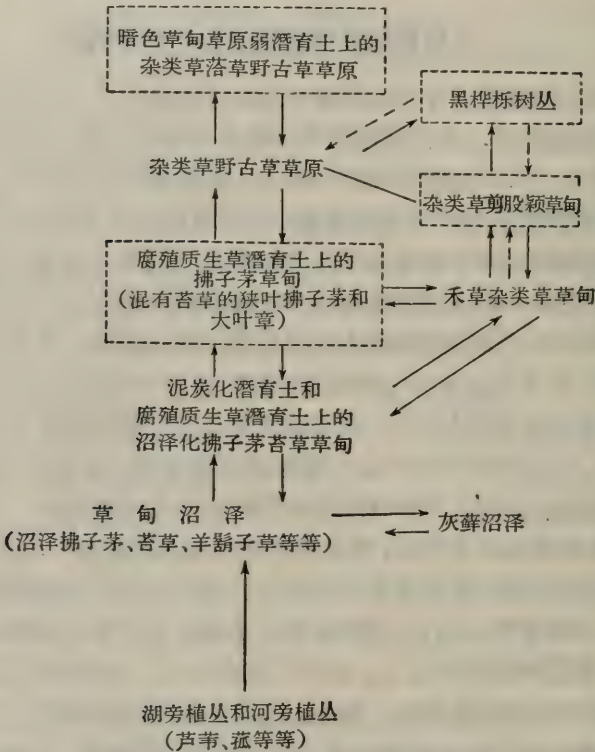 暗色草甸草原弱潛育土上的
杂类草落草野古草草原
黑桦栎树丛
杂类草野古草草原
杂类草剪股颖草甸
腐殖质生草潛育土上的
拂子茅草甸
(混有苔草的狭叶拂子茅和
大叶章)
禾草杂类草草甸
泥炭化潛育土和
腐殖质生草潛育土上的
沼泽化拂子茅苔草草甸
草甸沼泽
(沼泽拂子茅、苔草、羊鬍子草等等)
灰藓沼泽
湖旁植丛和河旁植丛
(芦苇、菰等等)